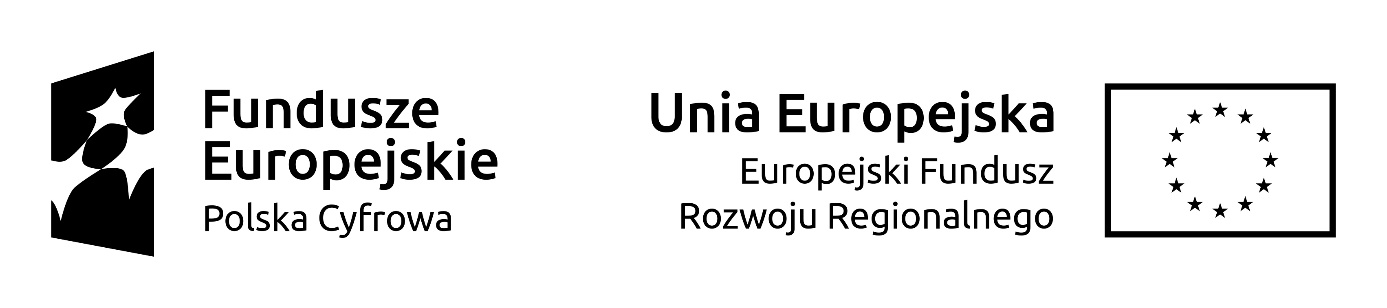 Fundusze
Europejskie
Polska Cyfrowa
Unia Europejska
Europejski Fundusz
Rozwoju Regionalnego